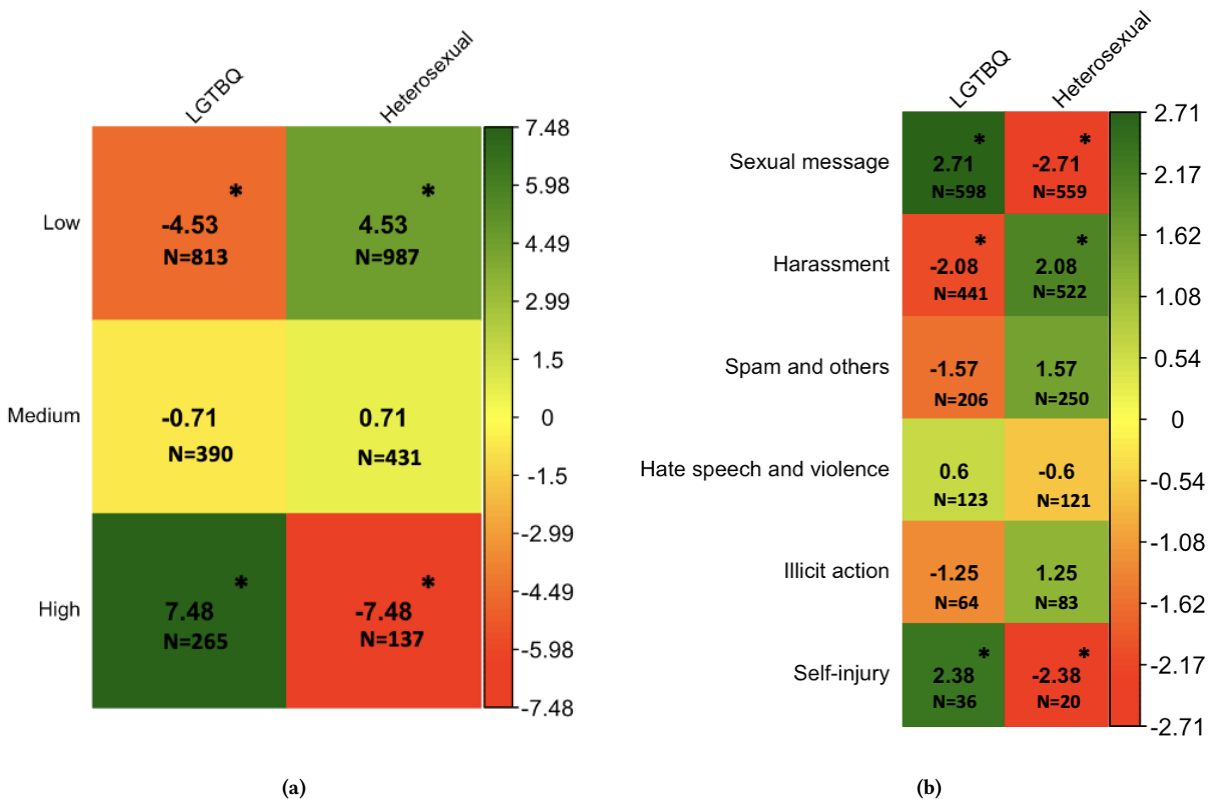 LGTBQ Heterosexual
Low
-4.53 * 4.53 *
N=813 N=987
Medium
-0.71 0.71
N=390 N=431
High
7.48 * -7.48 *
N=265 N=137
7.48
5.98
4.49
2.99
1.5
0
-1.5
-2.99
-4.49
-5.98
-7.48
(a)
LGTBQ Heterosexual
Sexual message
2.71 * -2.71 *
N=598 N=559
Harassment
-2.08 * 2.08 *
N=441 N=522
Spam and others
-1.57 1.57
N=206 N=250
Hate speech and violence
0.6 -0.6
N=123 N=121
Illicit action
-1.25 1.25
N=64 N=83
Self-injury
2.38 * -2.38 *
N=36 N=20
2.71
2.17
1.62
1.08
0.54
0
-0.54
-1.08
-1.62
-2.17
-2.71
(b)